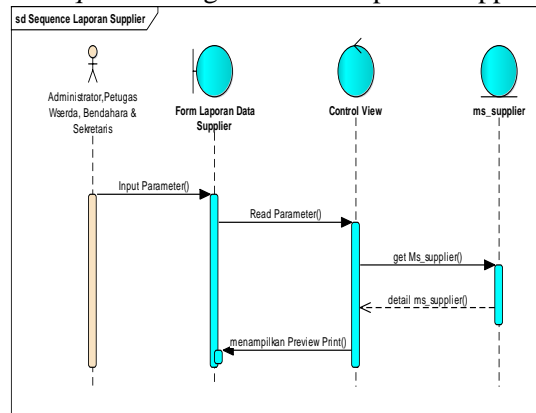 sd Sequence Laporan Supplier
Administrator,Petugas
Wserda, Bendahara &
Sekretaris
Form Laporan Data
Supplier
Control View
ms_supplier
Input Parameter()
Read Parameter()
get Ms_supplier()
detail ms_supplier()
menampilkan Preview Print()